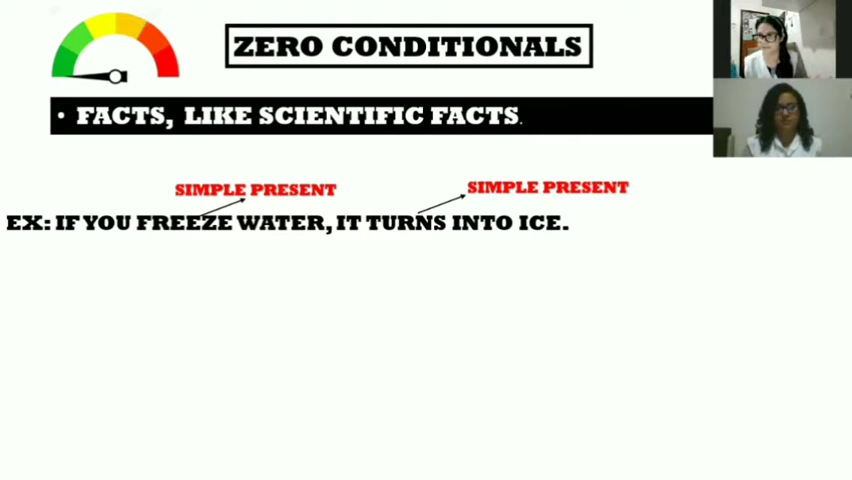 ZERO CONDITIONALS
• FACTS, LIKE SCIENTIFIC FACTS.
SIMPLE PRESENT
SIMPLE PRESENT
EX: IF YOU FREEZE WATER, IT TURNS INTO ICE.